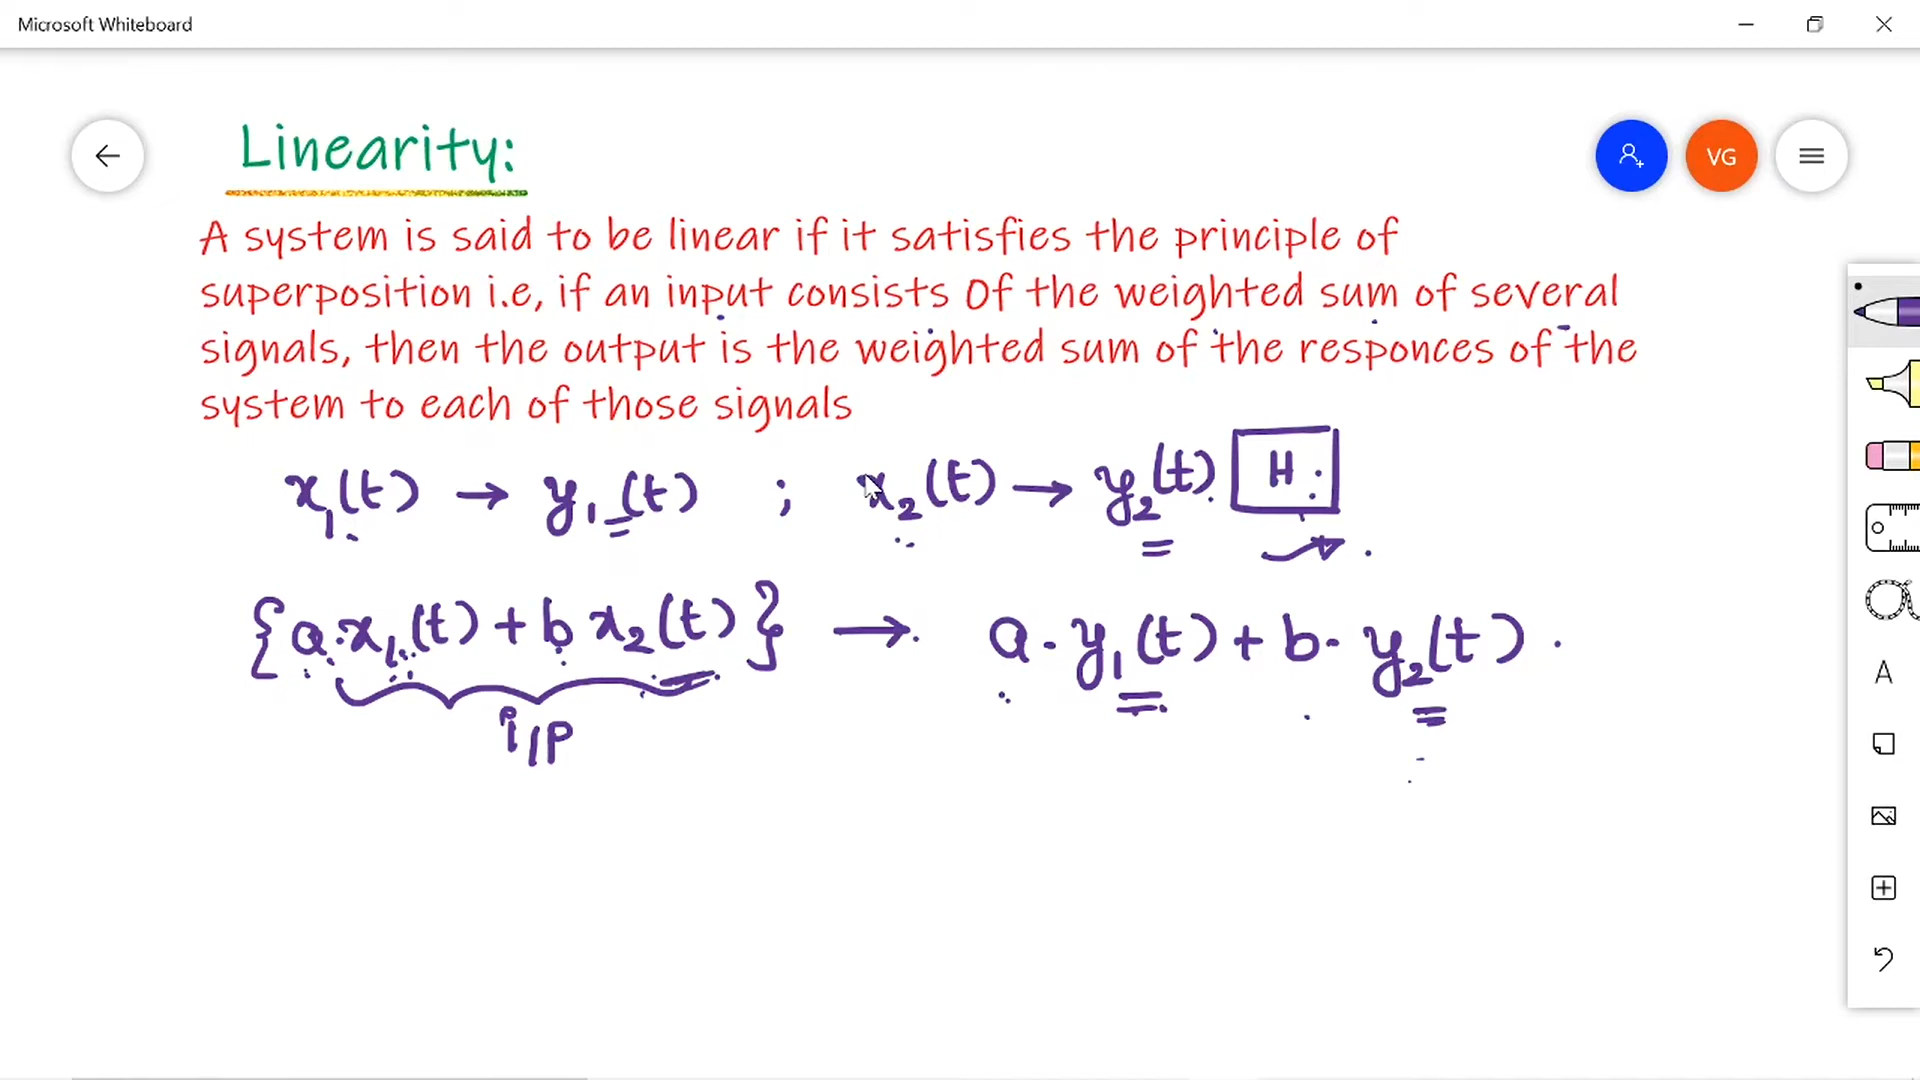 Microsoft Whiteboard
Linearity:
VG
A system is said to be linear if it satisfies the principle of
superposition i.e, if an input consists Of the weighted sum of several
signals, then the output is the weighted sum of the responces of the
system to each of those signals
x₁(t) → y₁(t) ; x₂(t) → y₂(t) H
{a·x₁(t) + b x₂(t)} → a·y₁(t) + b·y₂(t).
i/p
A